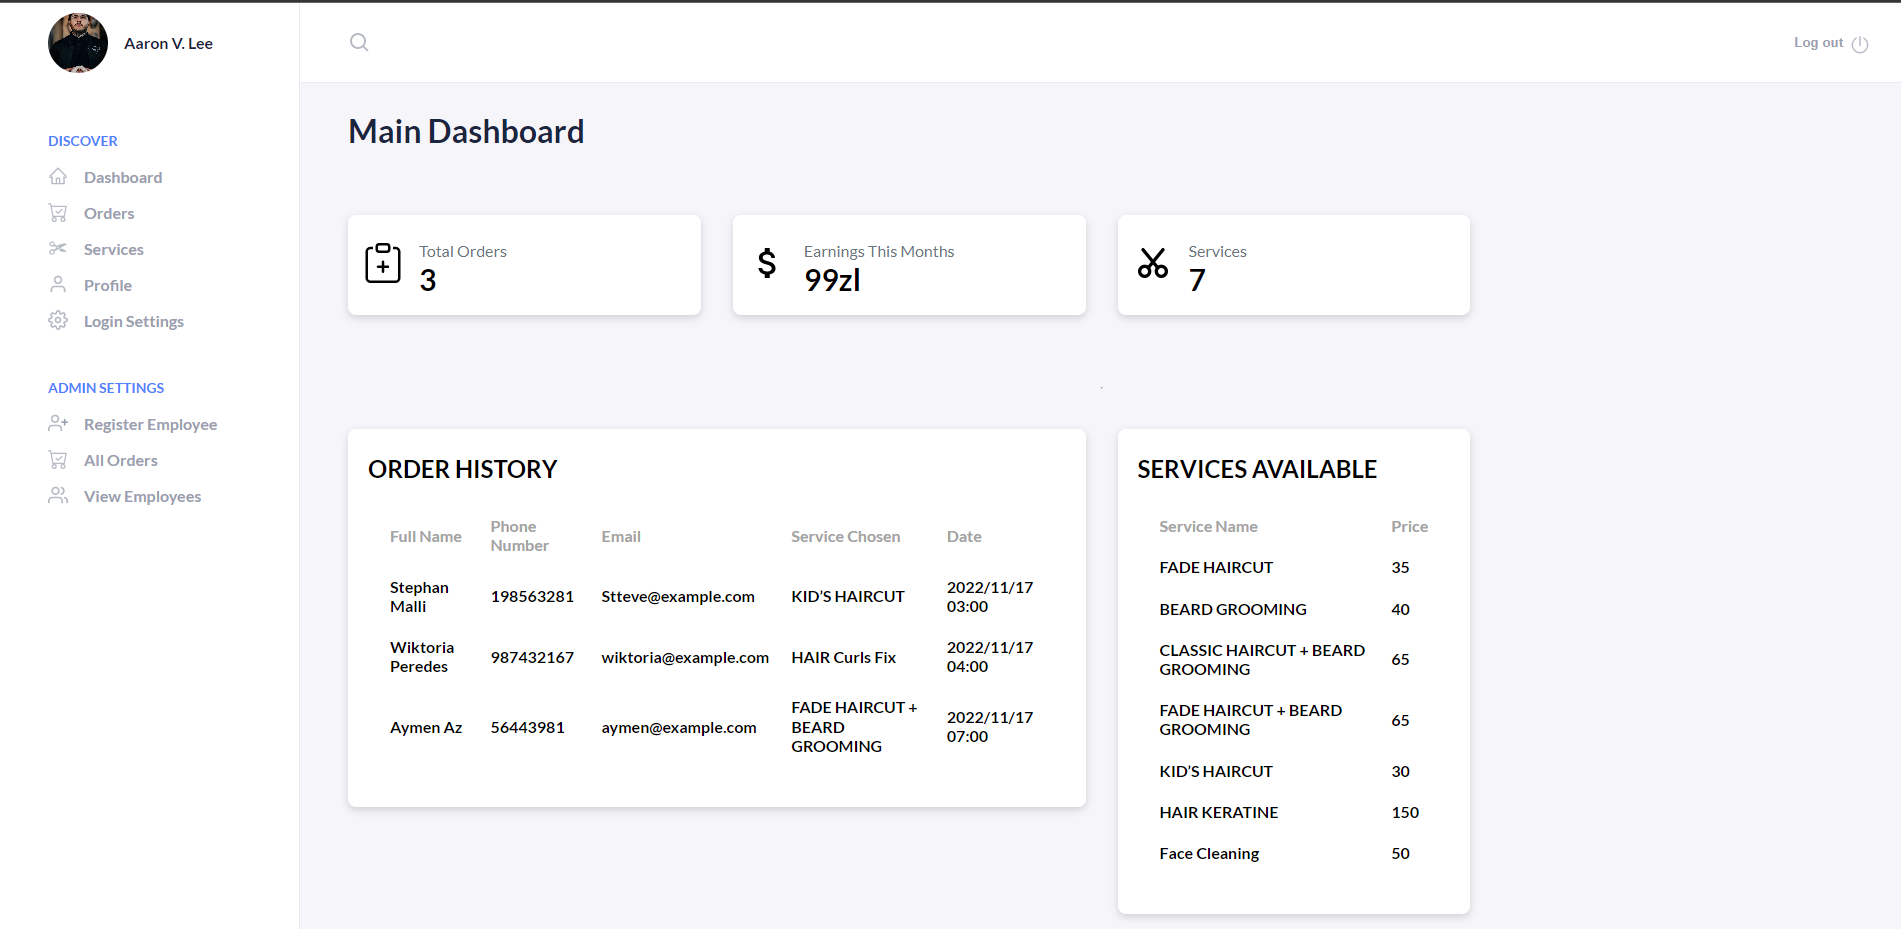 Aaron V. Lee
Log out
DISCOVER
Dashboard
Orders
Services
Profile
Login Settings
ADMIN SETTINGS
Register Employee
All Orders
View Employees
Main Dashboard
Total Orders
3
Earnings This Months
99zl
Services
7
ORDER HISTORY
Full Name Phone Number Email Service Chosen Date
Stephan Malli 198563281 Stteve@example.com KID’S HAIRCUT 2022/11/17 03:00
Wiktoria Peredes 987432167 wiktoria@example.com HAIR Curls Fix 2022/11/17 04:00
Aymen Az 56443981 aymen@example.com FADE HAIRCUT + BEARD GROOMING 2022/11/17 07:00
SERVICES AVAILABLE
Service Name Price
FADE HAIRCUT 35
BEARD GROOMING 40
CLASSIC HAIRCUT + BEARD GROOMING 65
FADE HAIRCUT + BEARD GROOMING 65
KID’S HAIRCUT 30
HAIR KERATINE 150
Face Cleaning 50